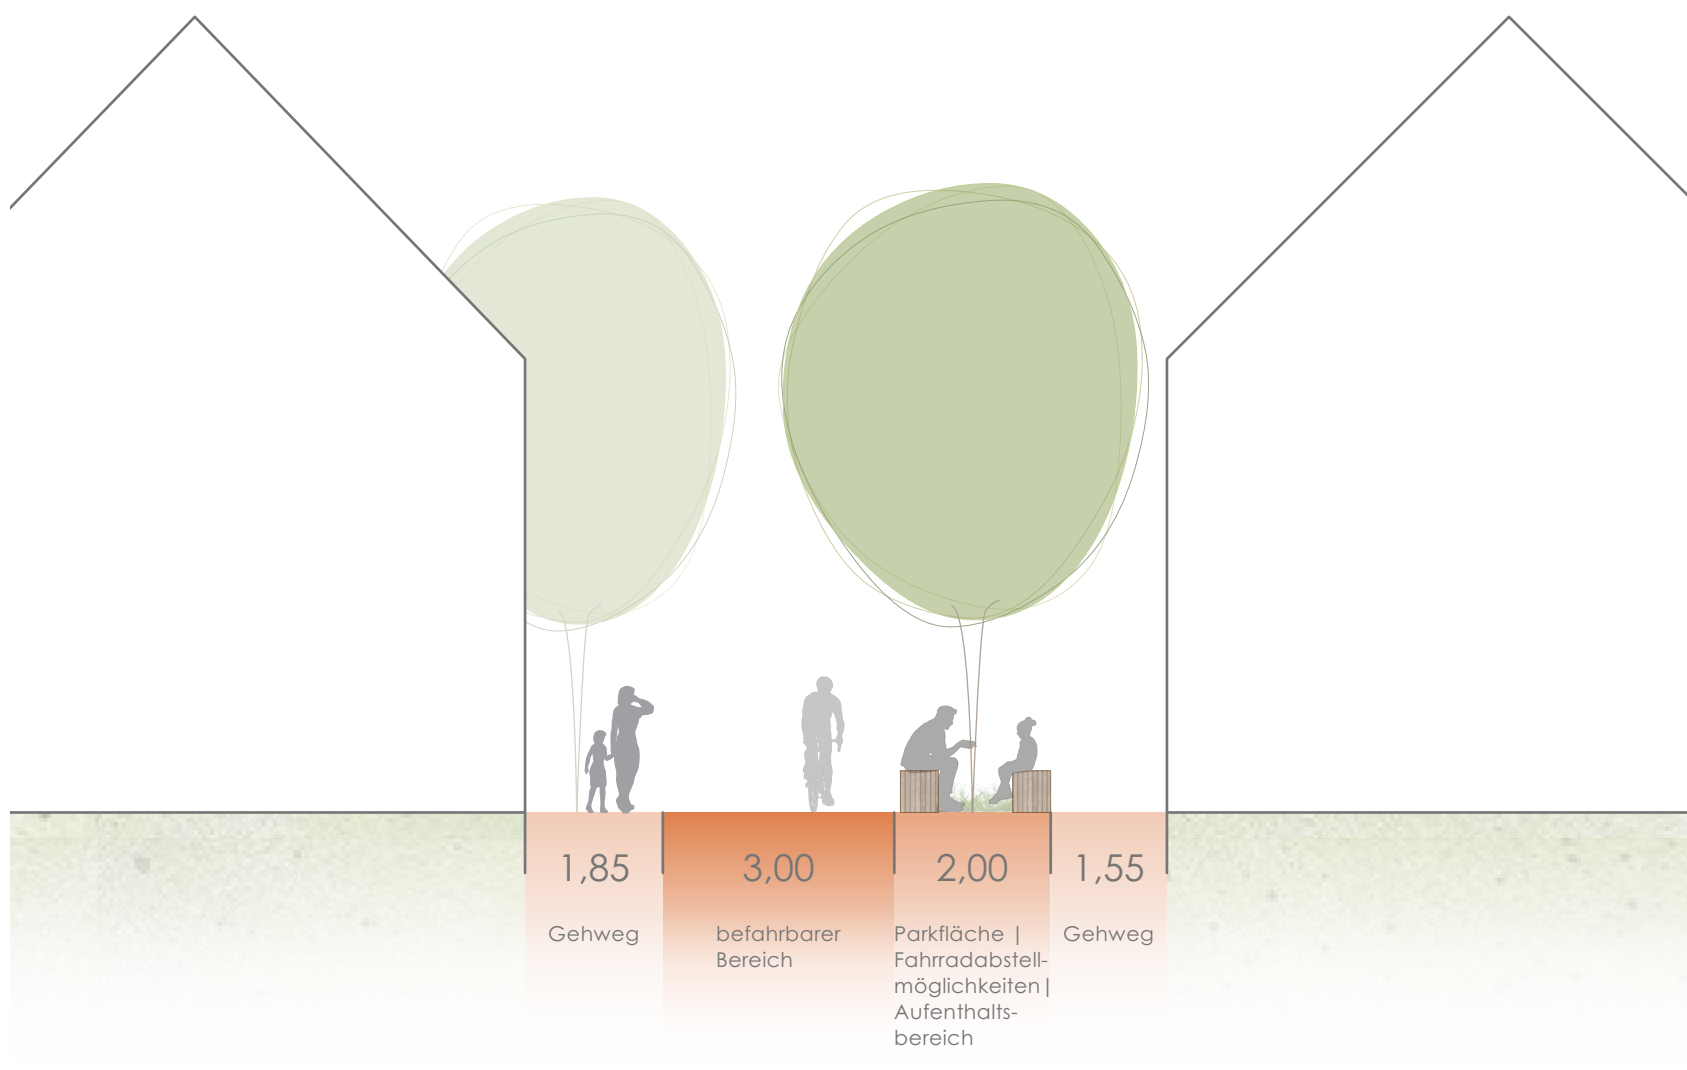 1,85
3,00
2,00
1,55
Gehweg
befahrbarer
Bereich
Parkfläche |
Fahrradabstell-
möglichkeiten|
Aufenthalts-
bereich
Gehweg